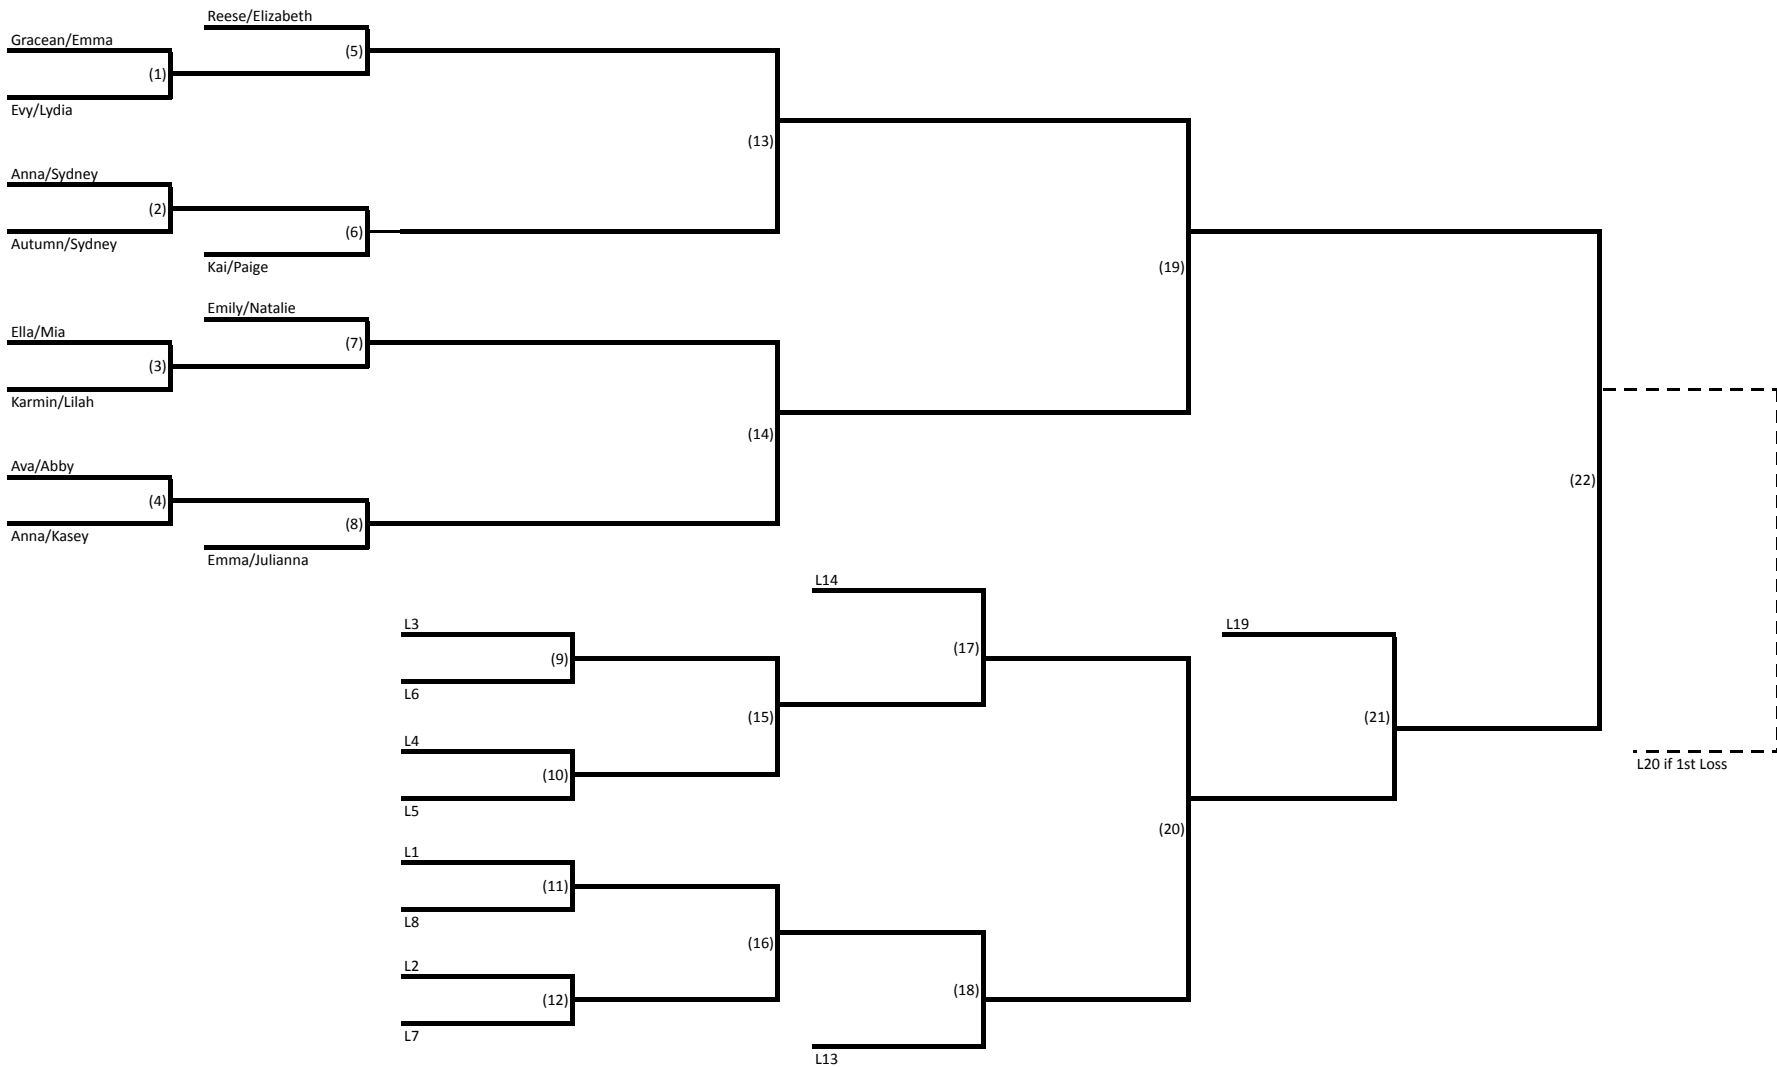 Reese/Elizabeth
Gracean/Emma
(5)
(1)
Evy/Lydia
(13)
Anna/Sydney
(2)
(6)
Autumn/Sydney
Kai/Paige
(19)
Emily/Natalie
Ella/Mia
(7)
(3)
Karmin/Lilah
(14)
Ava/Abby
(22)
(4)
(8)
Anna/Kasey
Emma/Julianna
L14
L3
L19
(17)
(9)
L6
(15)
(21)
L4
L20 if 1st Loss
(10)
L5
(20)
L1
(11)
L8
(16)
L2
(18)
(12)
L7
L13